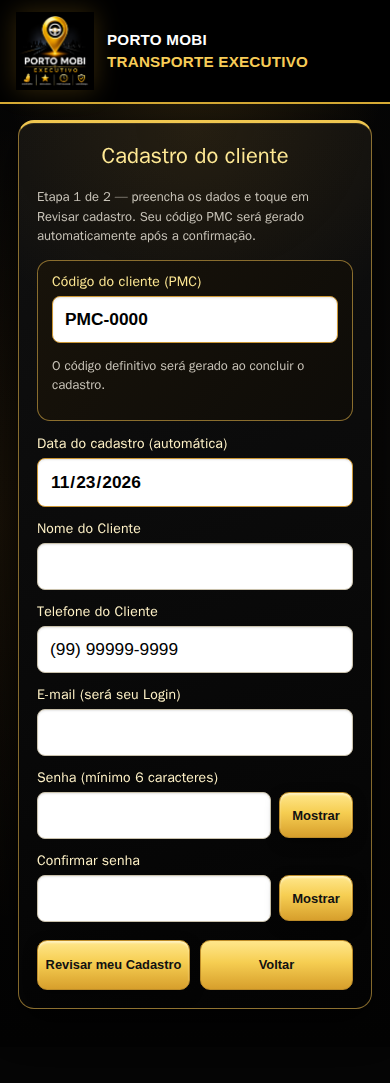 PORTO MOBI
EXECUTIVO
PORTO MOBI
TRANSPORTE EXECUTIVO
Cadastro do cliente
Etapa 1 de 2 — preencha os dados e toque em
Revisar cadastro. Seu código PMC será gerado
automaticamente após a confirmação.
Código do cliente (PMC)
PMC-0000
O código definitivo será gerado ao concluir o
cadastro.
Data do cadastro (automática)
11/23/2026
Nome do Cliente
Telefone do Cliente
(99) 99999-9999
E-mail (será seu Login)
Senha (mínimo 6 caracteres)
Mostrar
Confirmar senha
Mostrar
Revisar meu Cadastro
Voltar